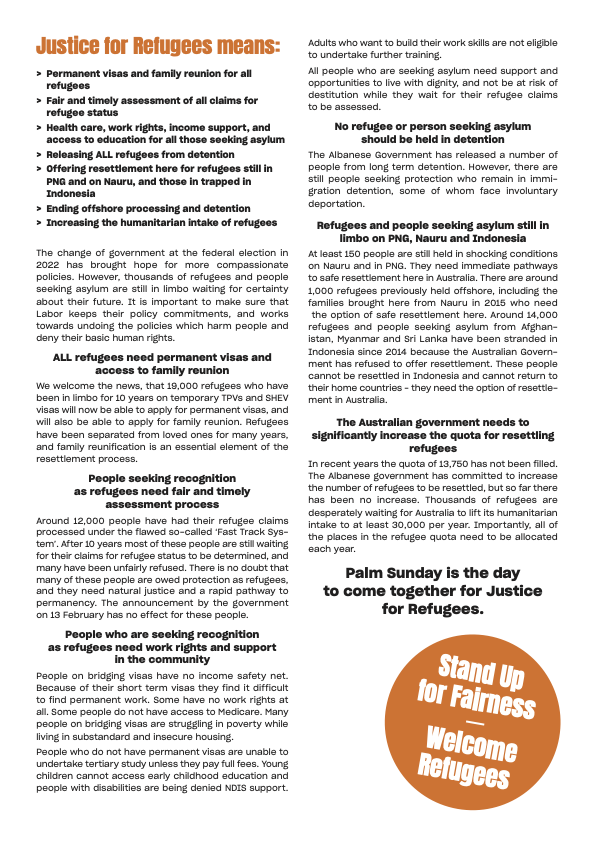 Justice for Refugees means:
> Permanent visas and family reunion for all
refugees
> Fair and timely assessment of all claims for
refugee status
> Health care, work rights, income support, and
access to education for all those seeking asylum
> Releasing ALL refugees from detention
> Offering resettlement here for refugees still in
PNG and on Nauru, and those in trapped in
Indonesia
> Ending offshore processing and detention
> Increasing the humanitarian intake of refugees
The change of government at the federal election in
2022 has brought hope for more compassionate
policies. However, thousands of refugees and people
seeking asylum are still in limbo waiting for certainty
about their future. It is important to make sure that
Labor keeps their policy commitments, and works
towards undoing the policies which harm people and
deny their basic human rights.
ALL refugees need permanent visas and
access to family reunion
We welcome the news, that 19,000 refugees who have
been in limbo for 10 years on temporary TPVs and SHEV
visas will now be able to apply for permanent visas, and
will also be able to apply for family reunion. Refugees
have been separated from loved ones for many years,
and family reunification is an essential element of the
resettlement process.
People seeking recognition
as refugees need fair and timely
assessment process
Around 12,000 people have had their refugee claims
processed under the flawed so-called ‘Fast Track Sys-
tem’. After 10 years most of these people are still waiting
for their claims for refugee status to be determined, and
many have been unfairly refused. There is no doubt that
many of these people are owed protection as refugees,
and they need natural justice and a rapid pathway to
permanency. The announcement by the government
on 13 February has no effect for these people.
People who are seeking recognition
as refugees need work rights and support
in the community
People on bridging visas have no income safety net.
Because of their short term visas they find it difficult
to find permanent work. Some have no work rights at
all. Some people do not have access to Medicare. Many
people on bridging visas are struggling in poverty while
living in substandard and insecure housing.
People who do not have permanent visas are unable to
undertake tertiary study unless they pay full fees. Young
children cannot access early childhood education and
people with disabilities are being denied NDIS support.
Adults who want to build their work skills are not eligible
to undertake further training.
All people who are seeking asylum need support and
opportunities to live with dignity, and not be at risk of
destitution while they wait for their refugee claims
to be assessed.
No refugee or person seeking asylum
should be held in detention
The Albanese Government has released a number of
people from long term detention. However, there are
still people seeking protection who remain in immi-
gration detention, some of whom face involuntary
deportation.
Refugees and people seeking asylum still in
limbo on PNG, Nauru and Indonesia
At least 150 people are still held in shocking conditions
on Nauru and in PNG. They need immediate pathways
to safe resettlement here in Australia. There are around
1,000 refugees previously held offshore, including the
families brought here from Nauru in 2015 who need
the option of safe resettlement here. Around 14,000
refugees and people seeking asylum from Afghan-
istan, Myanmar and Sri Lanka have been stranded in
Indonesia since 2014 because the Australian Govern-
ment has refused to offer resettlement. These people
cannot be resettled in Indonesia and cannot return to
their home countries - they need the option of resettle-
ment in Australia.
The Australian government needs to
significantly increase the quota for resettling
refugees
In recent years the quota of 13,750 has not been filled.
The Albanese government has committed to increase
the number of refugees to be resettled, but so far there
has been no increase. Thousands of refugees are
desperately waiting for Australia to lift its humanitarian
intake to at least 30,000 per year. Importantly, all of
the places in the refugee quota need to be allocated
each year.
Palm Sunday is the day
to come together for Justice
for Refugees.
Stand Up
for Fairness
—
Welcome
Refugees